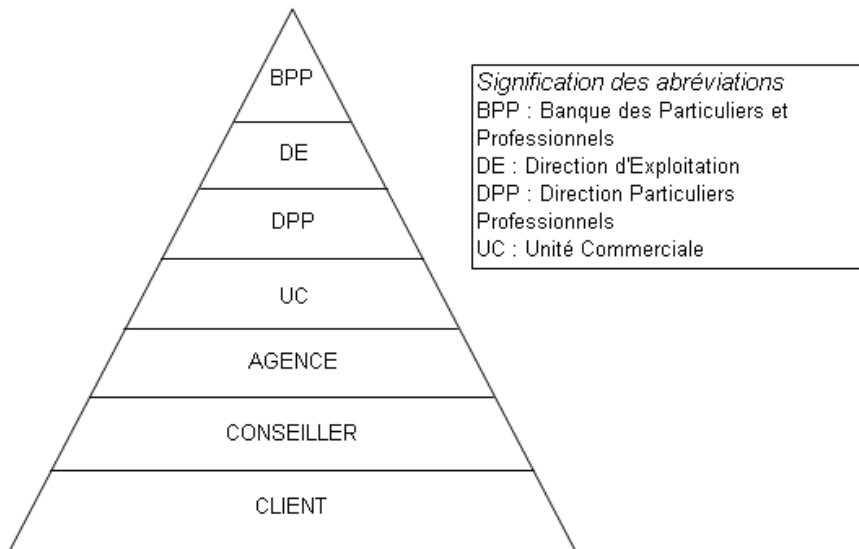 BPP
DE
DPP
UC
AGENCE
CONSEILLER
CLIENT
Signification des abréviations
BPP : Banque des Particuliers et
Professionnels
DE : Direction d'Exploitation
DPP : Direction Particuliers
Professionnels
UC : Unité Commerciale